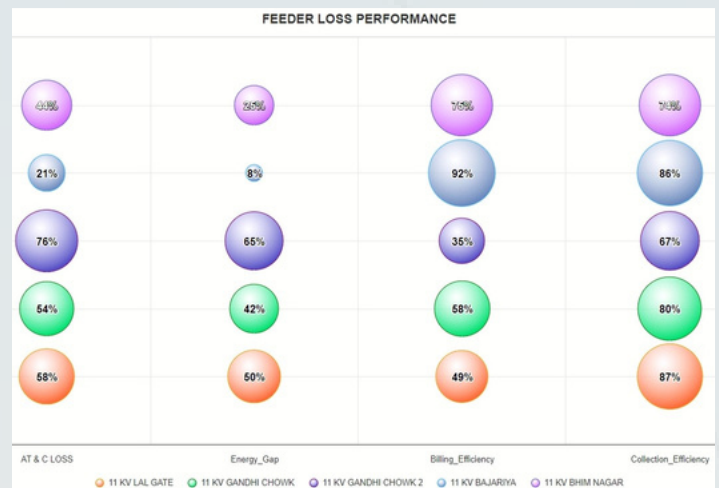 FEEDER LOSS PERFORMANCE
44% 25% 75% 74%
21% 8% 92% 86%
76% 65% 35% 67%
54% 42% 58% 80%
58% 50% 49% 87%
AT & C LOSS Energy_Gap Billing_Efficiency Collection_Efficiency
11 KV LAL GATE 11 KV GANDHI CHOWK 11 KV GANDHI CHOWK 2 11 KV BAJARIYA 11 KV BHIM NAGAR